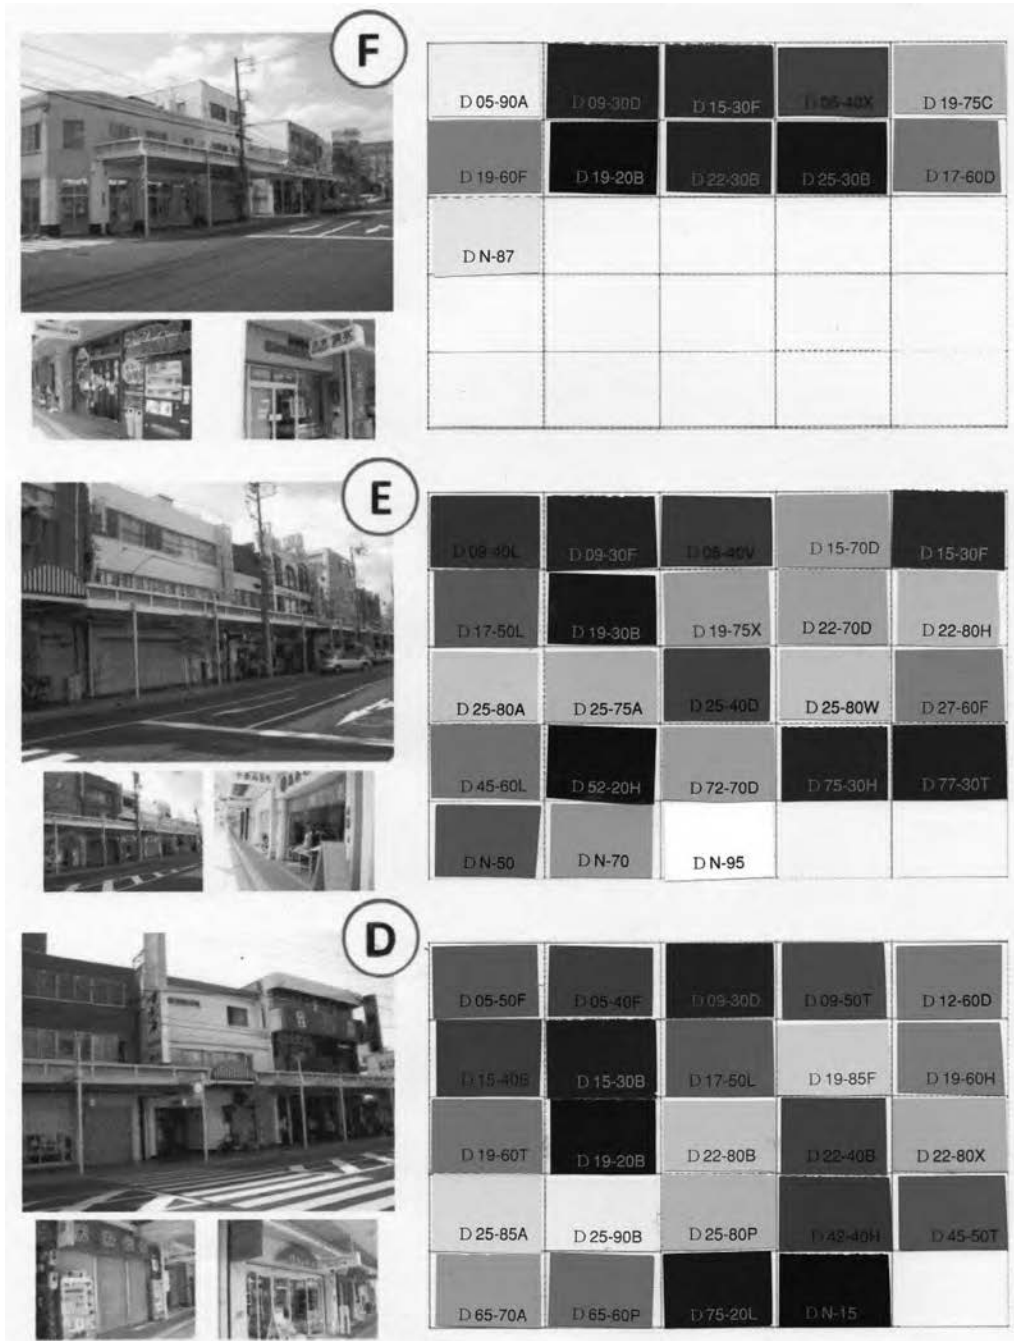 F
D 05-90A D 09-30D D 15-30F D 05-40X D 19-75C
D 19-60F D 19-20B D 22-30B D 25-30B D 17-60D
D N-87
E
D 09-40L D 09-30F D 05-40V D 15-70D D 15-30F
D 17-50L D 19-30B D 19-75X D 22-70D D 22-80H
D 25-80A D 25-75A D 25-40D D 25-80W D 27-60F
D 45-60L D 52-20H D 72-70D D 75-30H D 77-30T
D N-50 D N-70 D N-95
D
D 05-50F D 05-40F D 09-30D D 09-50T D 12-60D
D 15-40B D 15-30B D 17-50L D 19-85F D 19-60H
D 19-60T D 19-20B D 22-80B D 22-40B D 22-80X
D 25-85A D 25-90B D 25-80P D 42-40H D 45-50T
D 65-70A D 65-60P D 75-20L D N-15